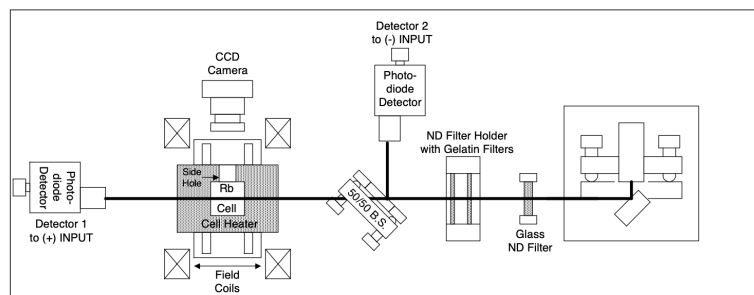 Detector 2
to (-) INPUT
CCD
Camera
Photo-
diode
Detector
ND Filter Holder
with Gelatin Filters
Photo-
diode
Detector
Side
Hole
Rb
Cell
Cell Heater
50/50 B.S.
Detector 1
to (+) INPUT
Glass
ND Filter
Field
Coils